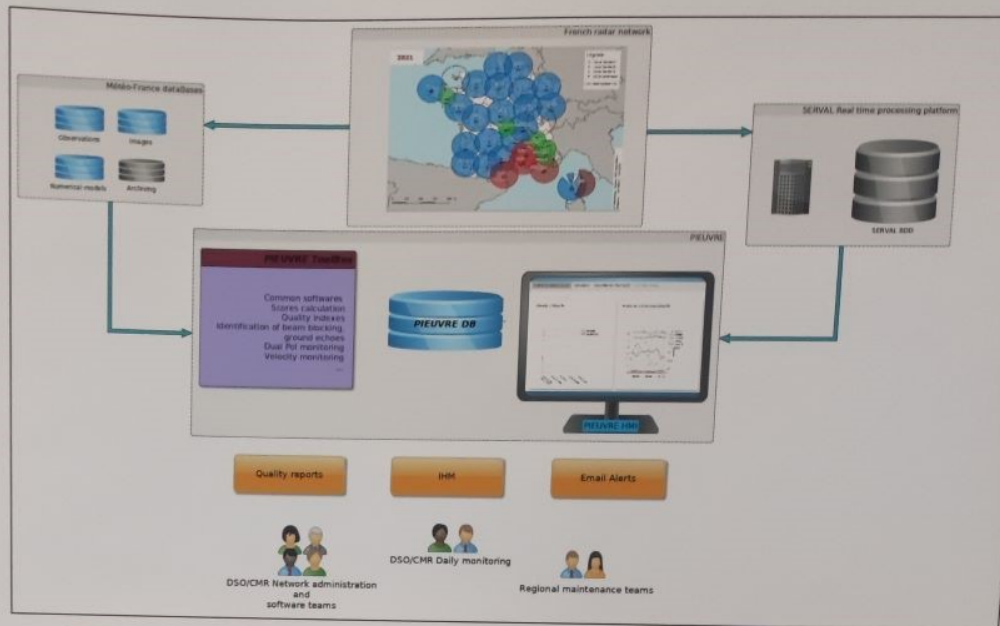 French radar network
2021
Météo-France dataBases
Observations
Images
Numerical models
Archiving
SERVAL Real time processing platform
SERVAL BDD
PIEUVRE
PIEUVRE ToolBox
Common softwares
Scores calculation
Quality indexes
Identification of beam blocking,
ground echoes
Dual Pol monitoring
Velocity monitoring
...
PIEUVRE DB
PIEUVRE HMI
Quality reports
IHM
Email Alerts
DSO/CMR Network administration
and
software teams
DSO/CMR Daily monitoring
Regional maintenance teams